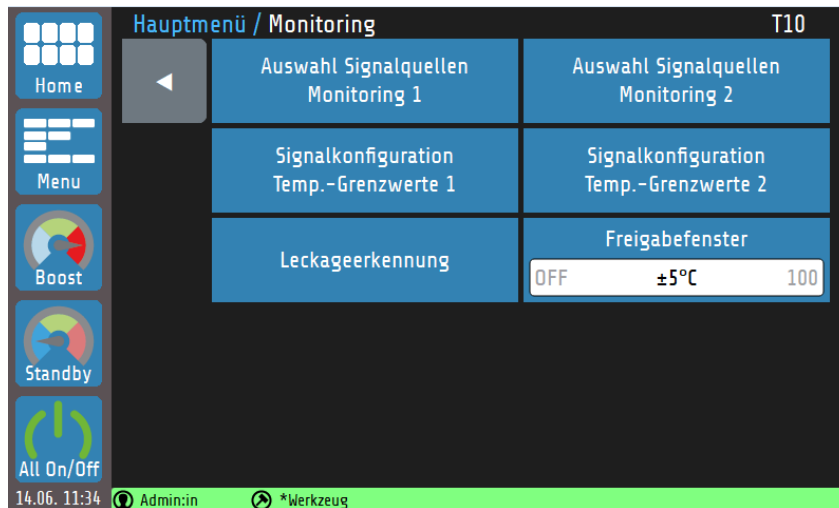 Hauptmenü / Monitoring
T10
Home
Menu
Boost
Standby
All On/Off
14.06. 11:34
◄
Auswahl Signalquellen
Monitoring 1
Auswahl Signalquellen
Monitoring 2
Signalkonfiguration
Temp.-Grenzwerte 1
Signalkonfiguration
Temp.-Grenzwerte 2
Leckageerkennung
Freigabefenster
OFF ±5°C 100
Admin:in
*Werkzeug